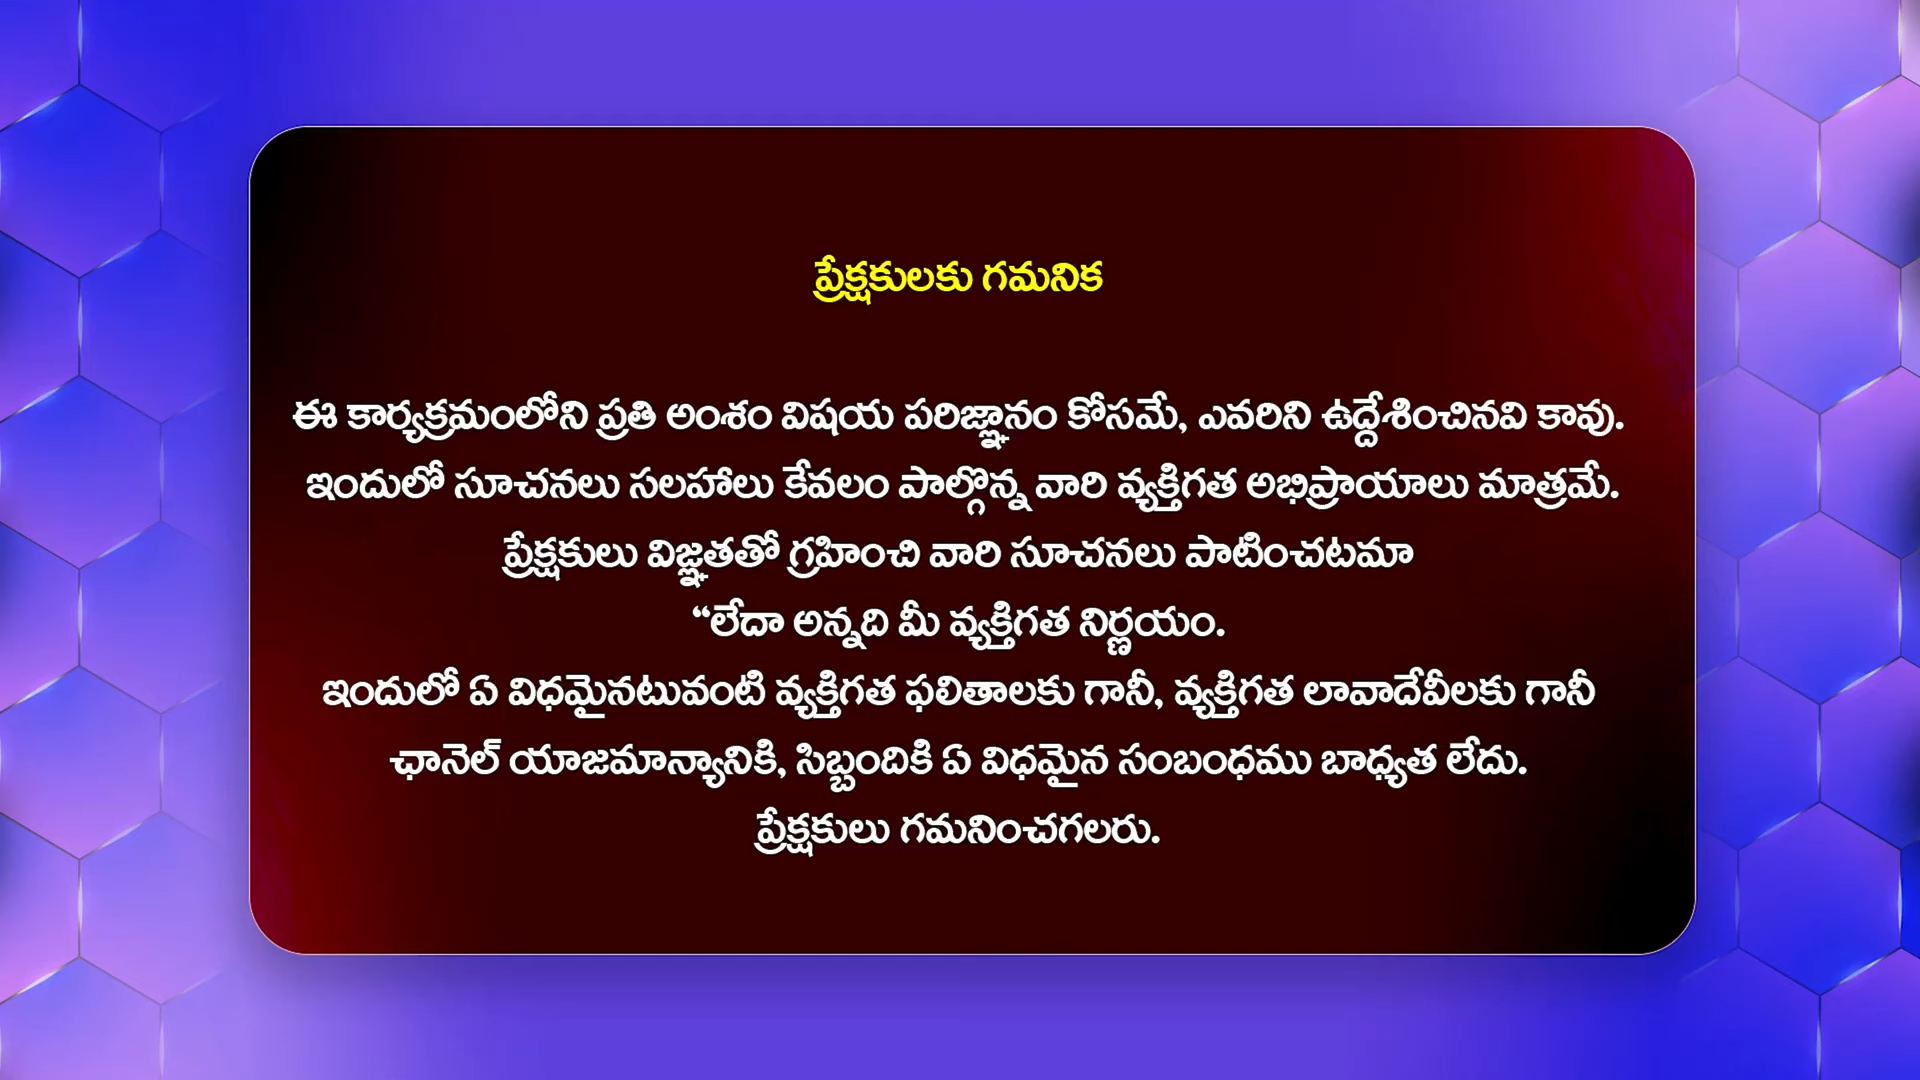 ప్రేక్షకులకు గమనిక
ఈ కార్యక్రమంలోని ప్రతి అంశం విషయ పరిజ్ఞానం కోసమే, ఎవరిని ఉద్దేశించినవి కావు.
ఇందులో సూచనలు సలహాలు కేవలం పాల్గొన్న వారి వ్యక్తిగత అభిప్రాయాలు మాత్రమే.
ప్రేక్షకులు విజ్ఞతతో గ్రహించి వారి సూచనలు పాటించటమా
“లేదా అన్నది మీ వ్యక్తిగత నిర్ణయం.
ఇందులో ఏ విధమైనటువంటి వ్యక్తిగత ఫలితాలకు గానీ, వ్యక్తిగత లావాదేవీలకు గానీ
ఛానెల్ యాజమాన్యానికి, సిబ్బందికి ఏ విధమైన సంబంధము బాధ్యత లేదు.
ప్రేక్షకులు గమనించగలరు.